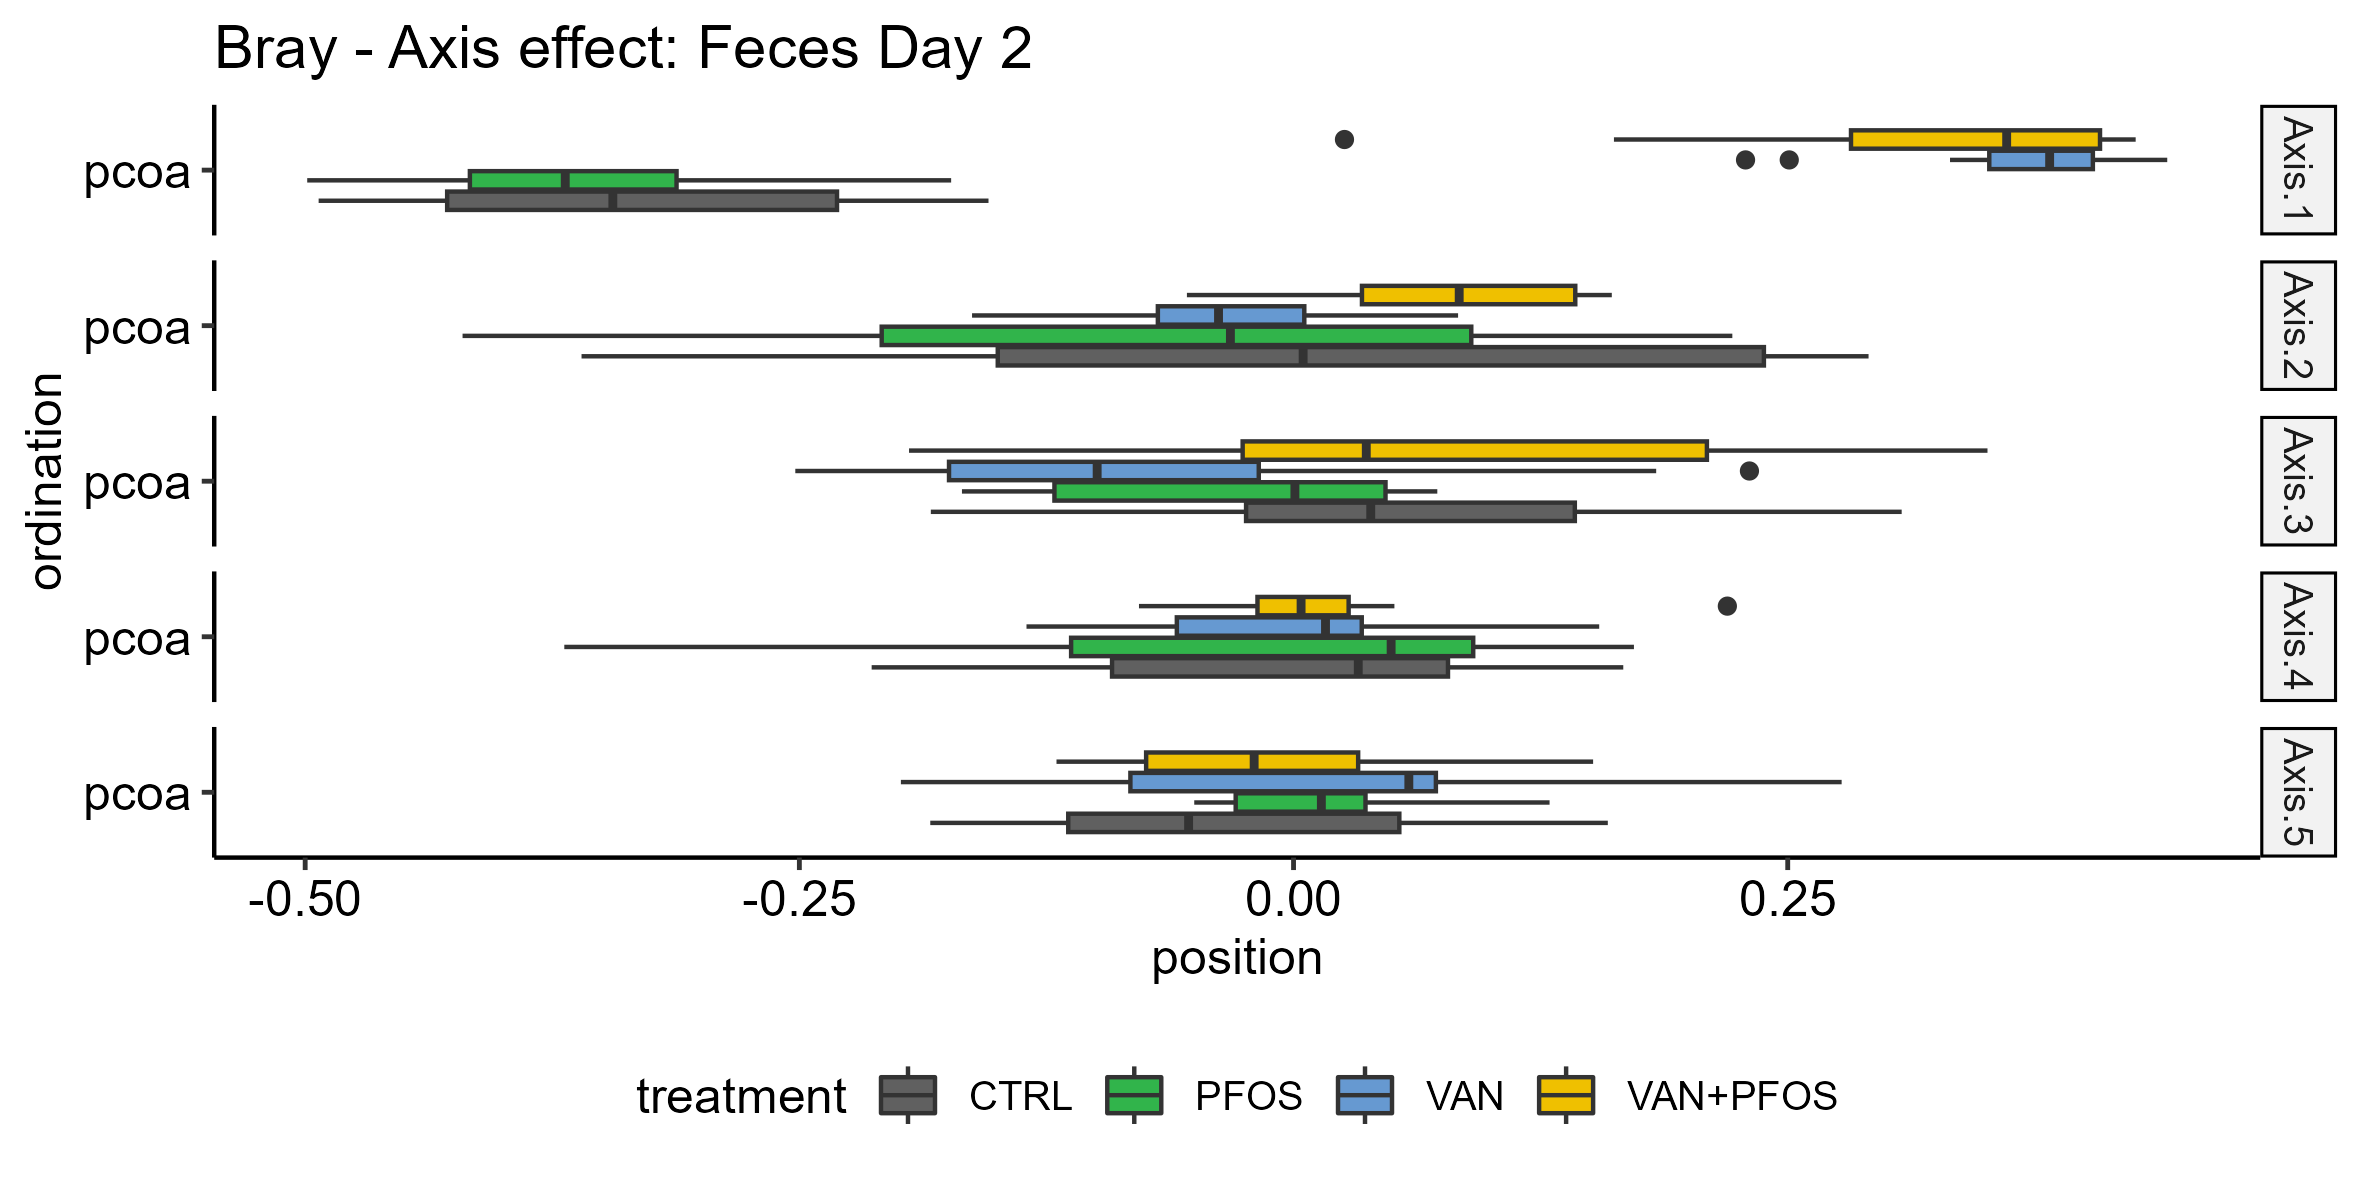 Bray - Axis effect: Feces Day 2
ordination
pcoa
Axis.1
pcoa
Axis.2
pcoa
Axis.3
pcoa
Axis.4
pcoa
Axis.5
-0.50 -0.25 0.00 0.25
position
treatment CTRL PFOS VAN VAN+PFOS